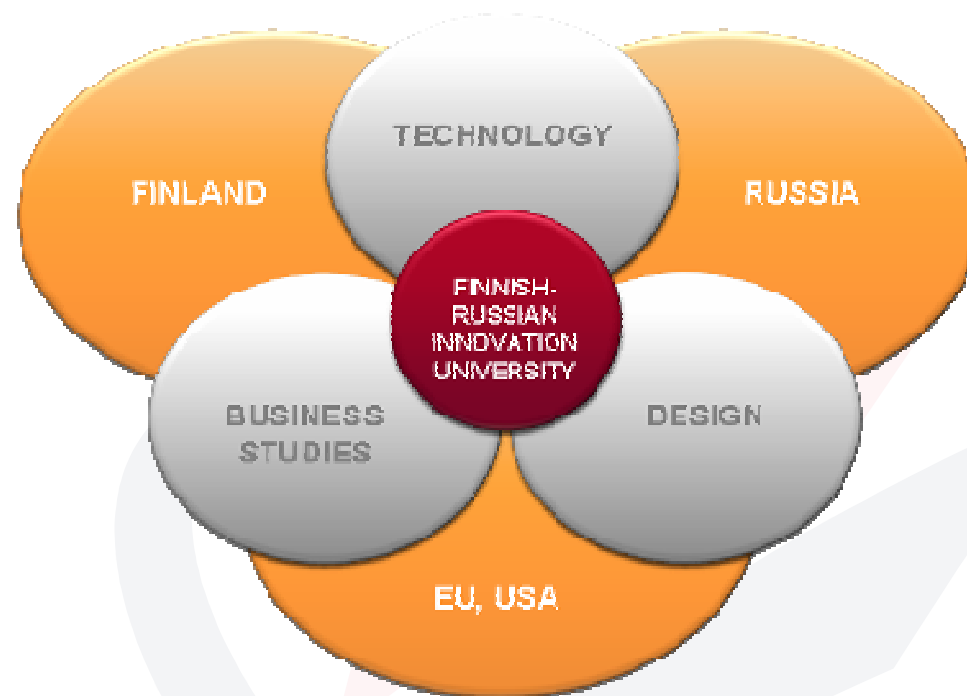 TECHNOLOGY
FINLAND
RUSSIA
FINNISH-
RUSSIAN
INNOVATION
UNIVERSITY
BUSINESS
STUDIES
DESIGN
EU, USA